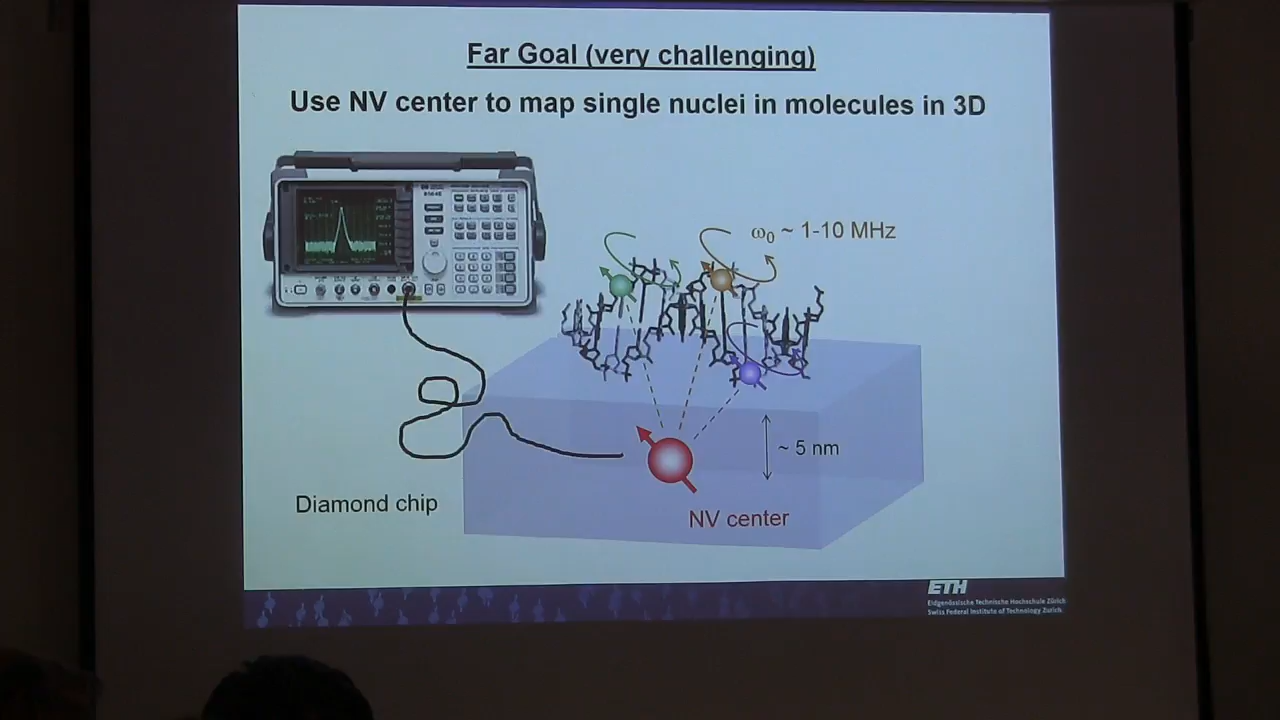 Far Goal (very challenging)
Use NV center to map single nuclei in molecules in 3D
ω₀ ~ 1-10 MHz
~ 5 nm
Diamond chip
NV center
ETH
Eidgenössische Technische Hochschule Zürich
Swiss Federal Institute of Technology Zurich